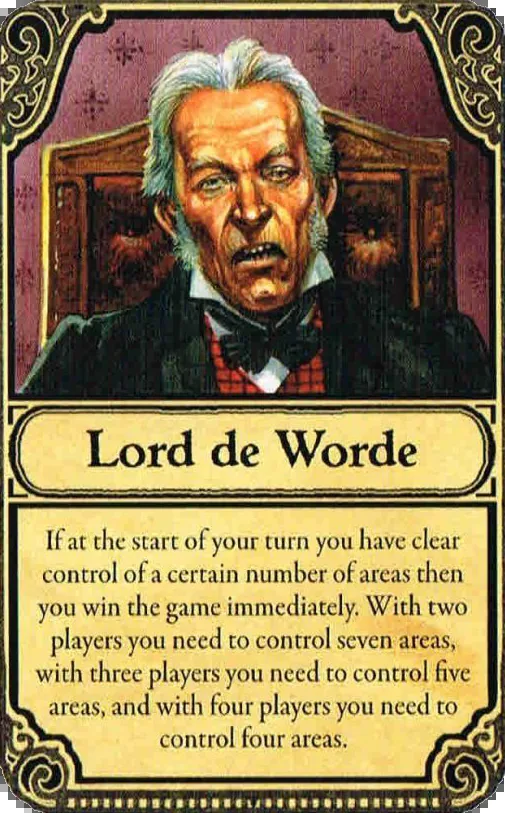 Lord de Worde
If at the start of your turn you have clear
control of a certain number of areas then
you win the game immediately. With two
players you need to control seven areas,
with three players you need to control five
areas, and with four players you need to
control four areas.